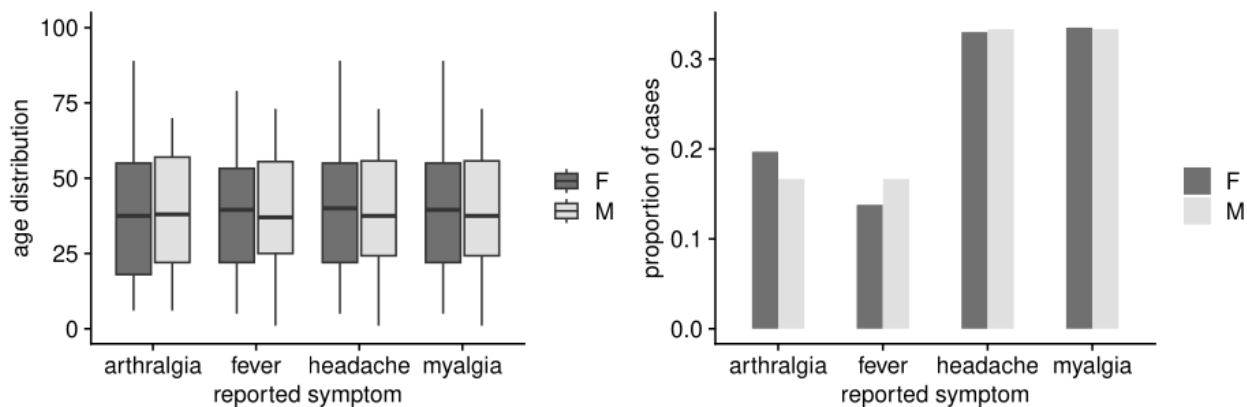 100
75
50
25
0
age distribution
arthralgia fever headache myalgia
reported symptom
F
M
0.3
0.2
0.1
0.0
proportion of cases
arthralgia fever headache myalgia
reported symptom
F
M